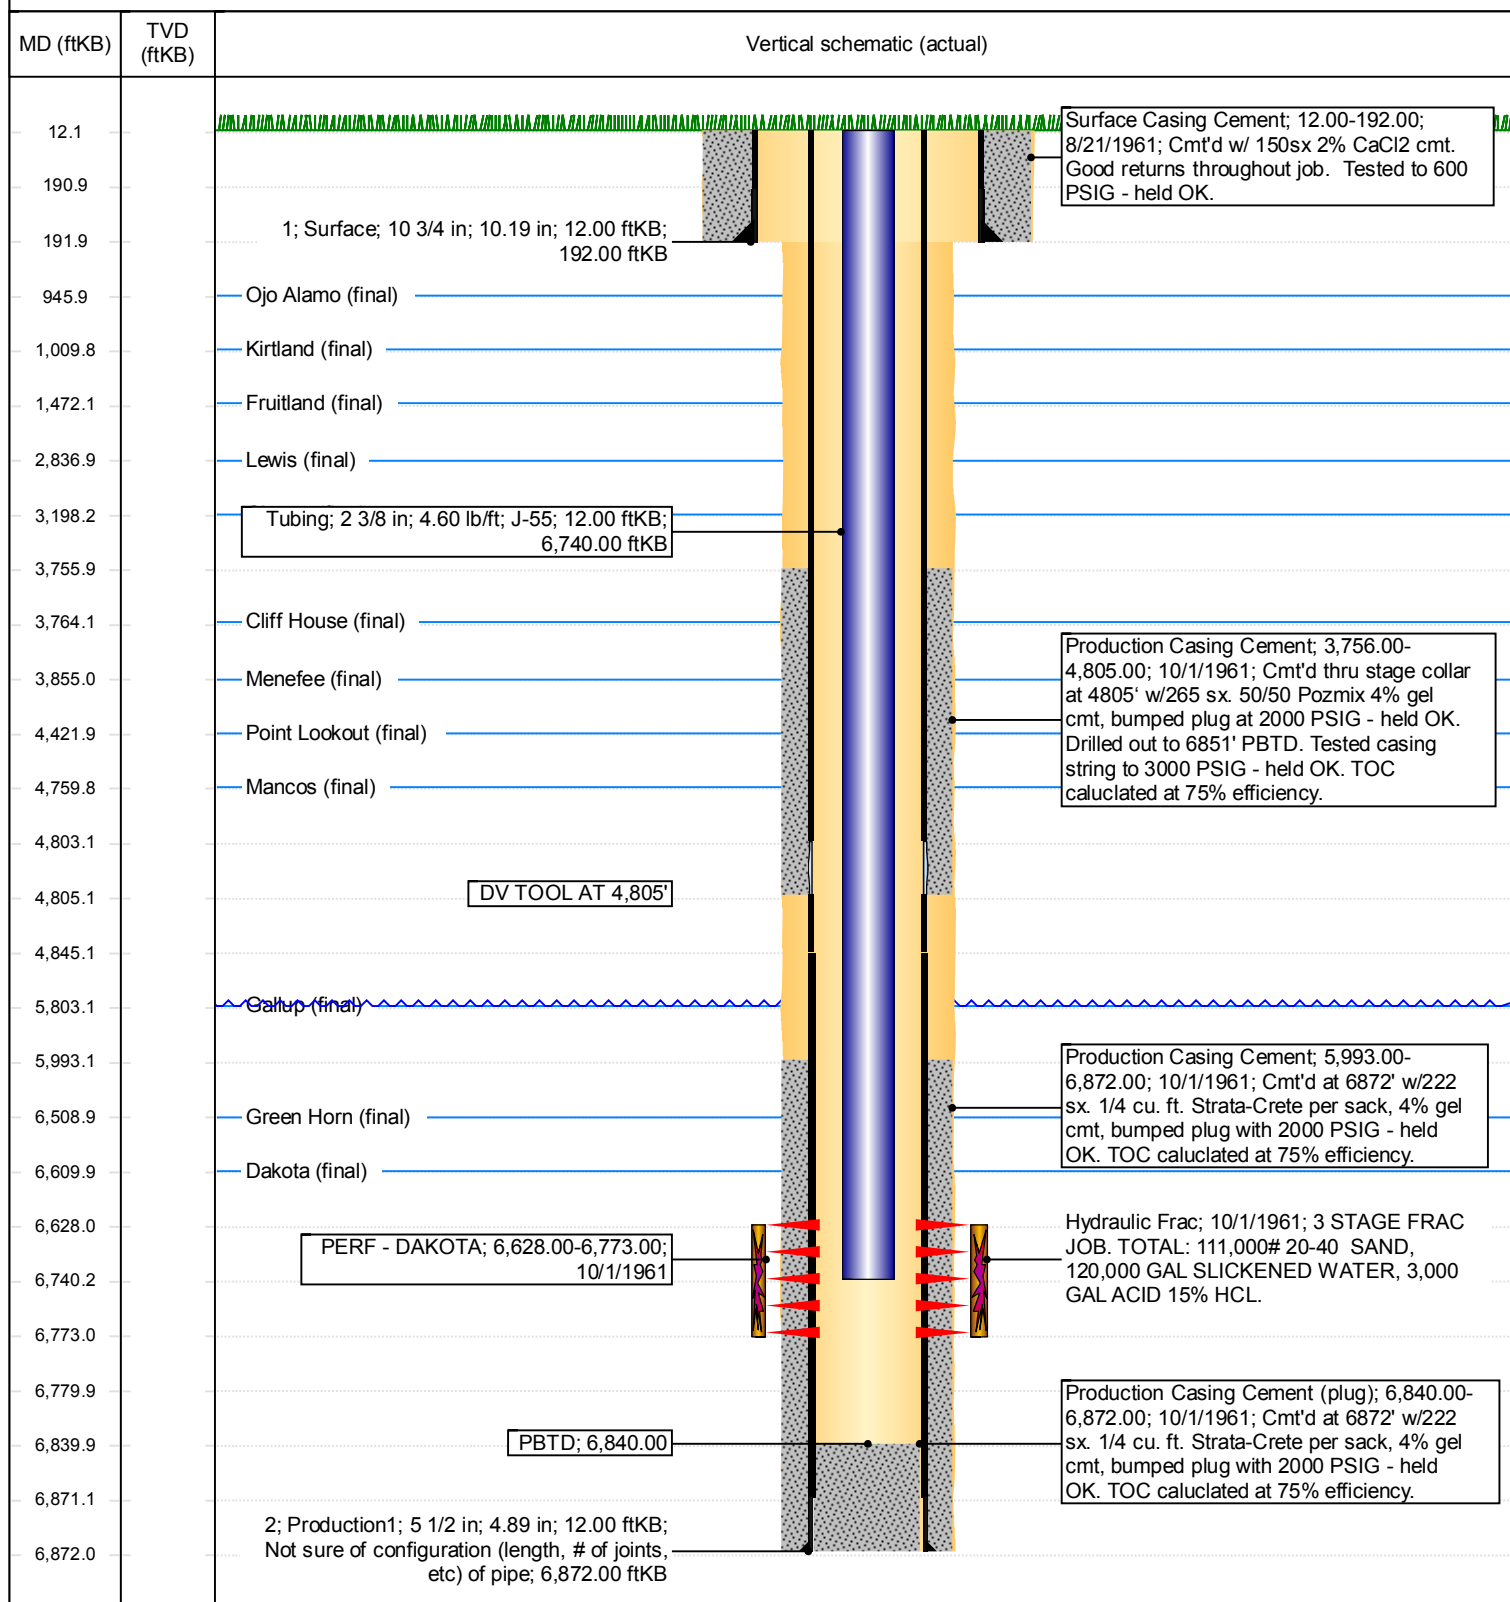 MD (ftKB)
TVD
(ftKB)
Vertical schematic (actual)
12.1
190.9
191.9
945.9
1,009.8
1,472.1
2,836.9
3,198.2
3,755.9
3,764.1
3,855.0
4,421.9
4,759.8
4,803.1
4,805.1
4,845.1
5,803.1
5,993.1
6,508.9
6,609.9
6,628.0
6,740.2
6,773.0
6,779.9
6,839.9
6,871.1
6,872.0
Surface Casing Cement; 12.00-192.00;
8/21/1961; Cmt'd w/ 150sx 2% CaCl2 cmt.
Good returns throughout job.  Tested to 600
PSIG - held OK.
1; Surface; 10 3/4 in; 10.19 in; 12.00 ftKB;
192.00 ftKB
Ojo Alamo (final)
Kirtland (final)
Fruitland (final)
Lewis (final)
Tubing; 2 3/8 in; 4.60 lb/ft; J-55; 12.00 ftKB;
6,740.00 ftKB
Cliff House (final)
Menefee (final)
Point Lookout (final)
Mancos (final)
Production Casing Cement; 3,756.00-
4,805.00; 10/1/1961; Cmt'd thru stage collar
at 4805' w/265 sx. 50/50 Pozmix 4% gel
cmt, bumped plug at 2000 PSIG - held OK.
Drilled out to 6851' PBTD. Tested casing
string to 3000 PSIG - held OK. TOC
caluclated at 75% efficiency.
DV TOOL AT 4,805'
Gallup (final)
Production Casing Cement; 5,993.00-
6,872.00; 10/1/1961; Cmt'd at 6872' w/222
sx. 1/4 cu. ft. Strata-Crete per sack, 4% gel
cmt, bumped plug with 2000 PSIG - held
OK. TOC caluclated at 75% efficiency.
Green Horn (final)
Dakota (final)
PERF - DAKOTA; 6,628.00-6,773.00;
10/1/1961
Hydraulic Frac; 10/1/1961; 3 STAGE FRAC
JOB. TOTAL: 111,000# 20-40  SAND,
120,000 GAL SLICKENED WATER, 3,000
GAL ACID 15% HCL.
PBTD; 6,840.00
Production Casing Cement (plug); 6,840.00-
6,872.00; 10/1/1961; Cmt'd at 6872' w/222
sx. 1/4 cu. ft. Strata-Crete per sack, 4% gel
cmt, bumped plug with 2000 PSIG - held
OK. TOC caluclated at 75% efficiency.
2; Production1; 5 1/2 in; 4.89 in; 12.00 ftKB;
Not sure of configuration (length, # of joints,
etc) of pipe; 6,872.00 ftKB